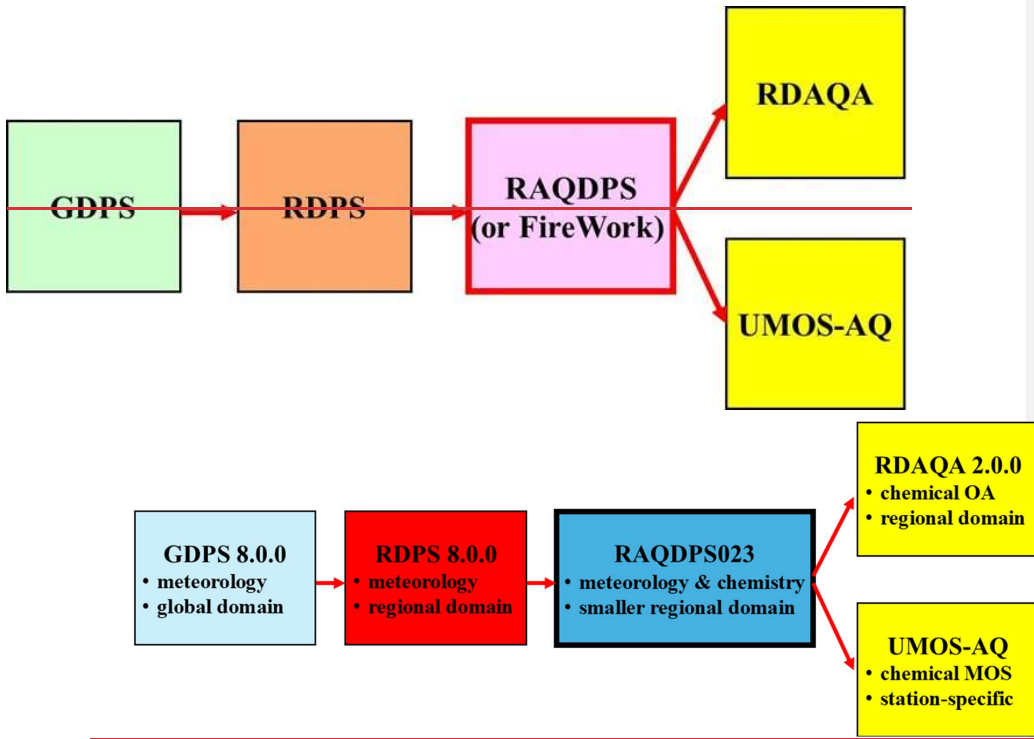 RDAQA
GDPS
RDPS
RAQDPS
(or FireWork)
UMOS-AQ
RDAQA 2.0.0
• chemical OA
• regional domain
GDPS 8.0.0
• meteorology
• global domain
RDPS 8.0.0
• meteorology
• regional domain
RAQDPS023
• meteorology & chemistry
• smaller regional domain
UMOS-AQ
• chemical MOS
• station-specific